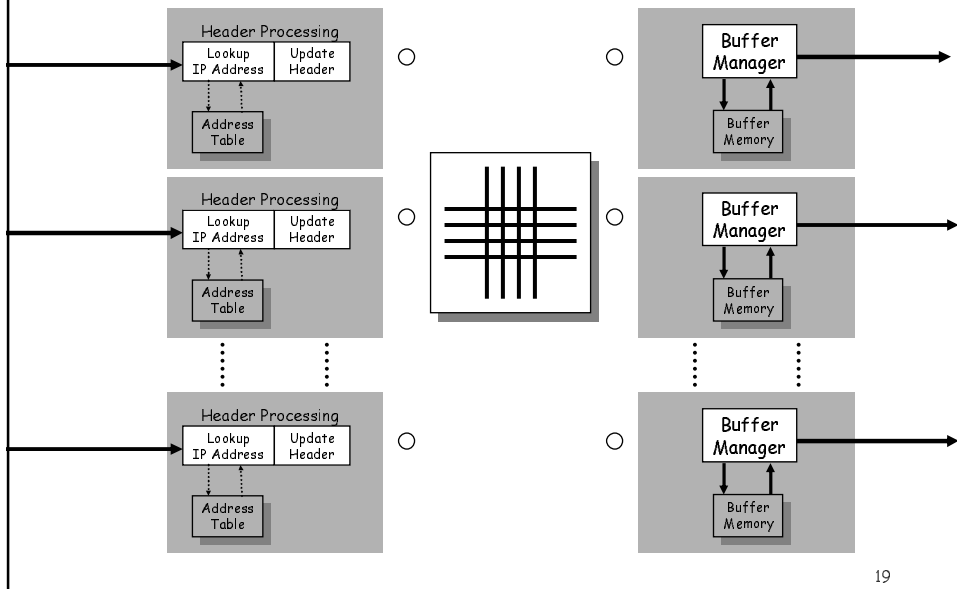 Header Processing
Lookup
IP Address
Update
Header
Address
Table
Buffer
Manager
Buffer
Memory
Header Processing
Lookup
IP Address
Update
Header
Address
Table
Buffer
Manager
Buffer
Memory
Header Processing
Lookup
IP Address
Update
Header
Address
Table
Buffer
Manager
Buffer
Memory
19